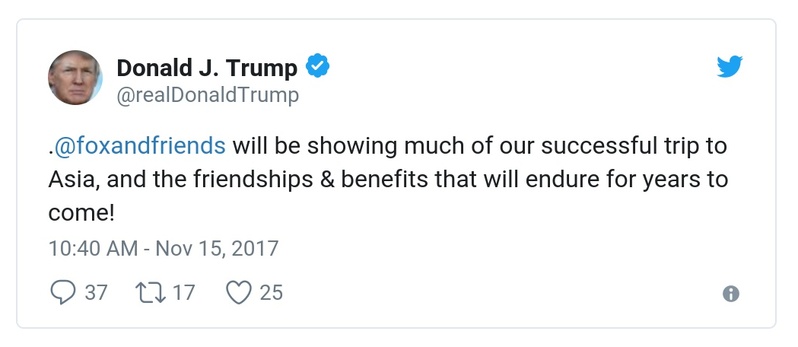 Donald J. Trump
@realDonaldTrump
.@foxandfriends will be showing much of our successful trip to
Asia, and the friendships & benefits that will endure for years to
come!
10:40 AM - Nov 15, 2017
37 17 25